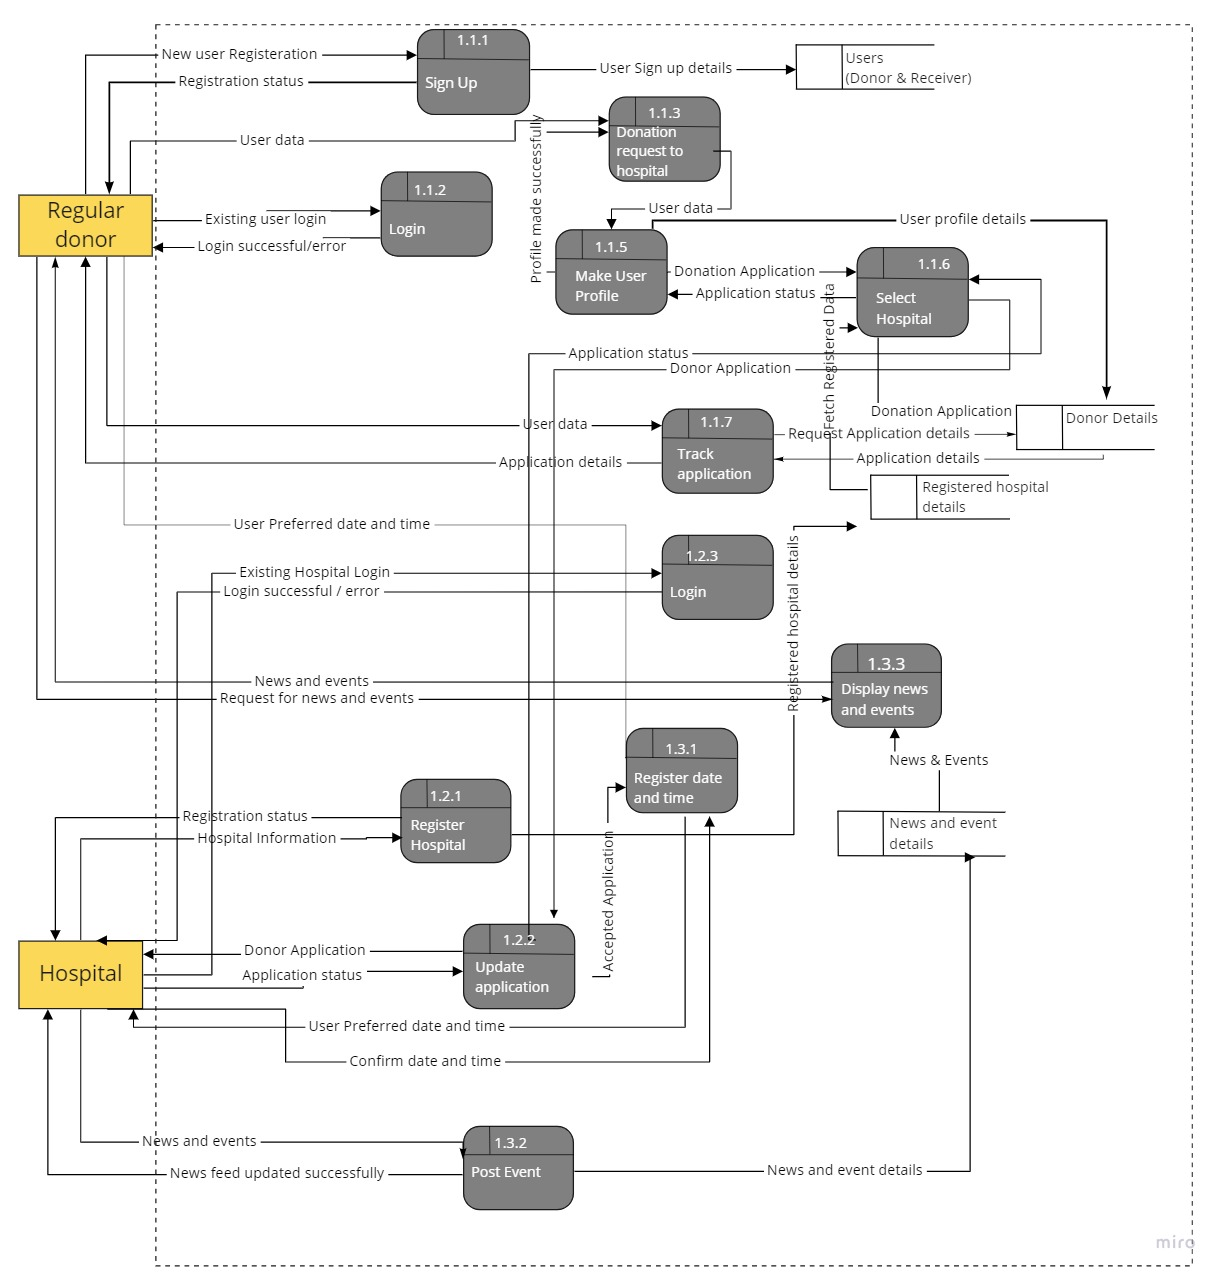 1.1.1
Sign Up
New user Registeration
Registration status
User Sign up details
Users
(Donor & Receiver)
1.1.3
Donation
request to
hospital
User data
Profile made successfully
1.1.2
Login
Regular
donor
Existing user login
Login successful/error
User data
User profile details
1.1.5
Make User
Profile
Donation Application
Application status
1.1.6
Select
Hospital
Fetch Registered Data
Application status
Donor Application
Donation Application
Donor Details
User data
1.1.7
Track
application
Request Application details
Application details
Application details
Registered hospital
details
User Preferred date and time
1.2.3
Login
Existing Hospital Login
Login successful / error
Registered hospital details
News and events
Request for news and events
1.3.3
Display news
and events
1.3.1
Register date
and time
News & Events
1.2.1
Register
Hospital
Registration status
Hospital Information
News and event
details
Accepted Application
1.2.2
Update
application
Hospital
Donor Application
Application status
User Preferred date and time
Confirm date and time
1.3.2
Post Event
News and events
News feed updated successfully
News and event details
miro